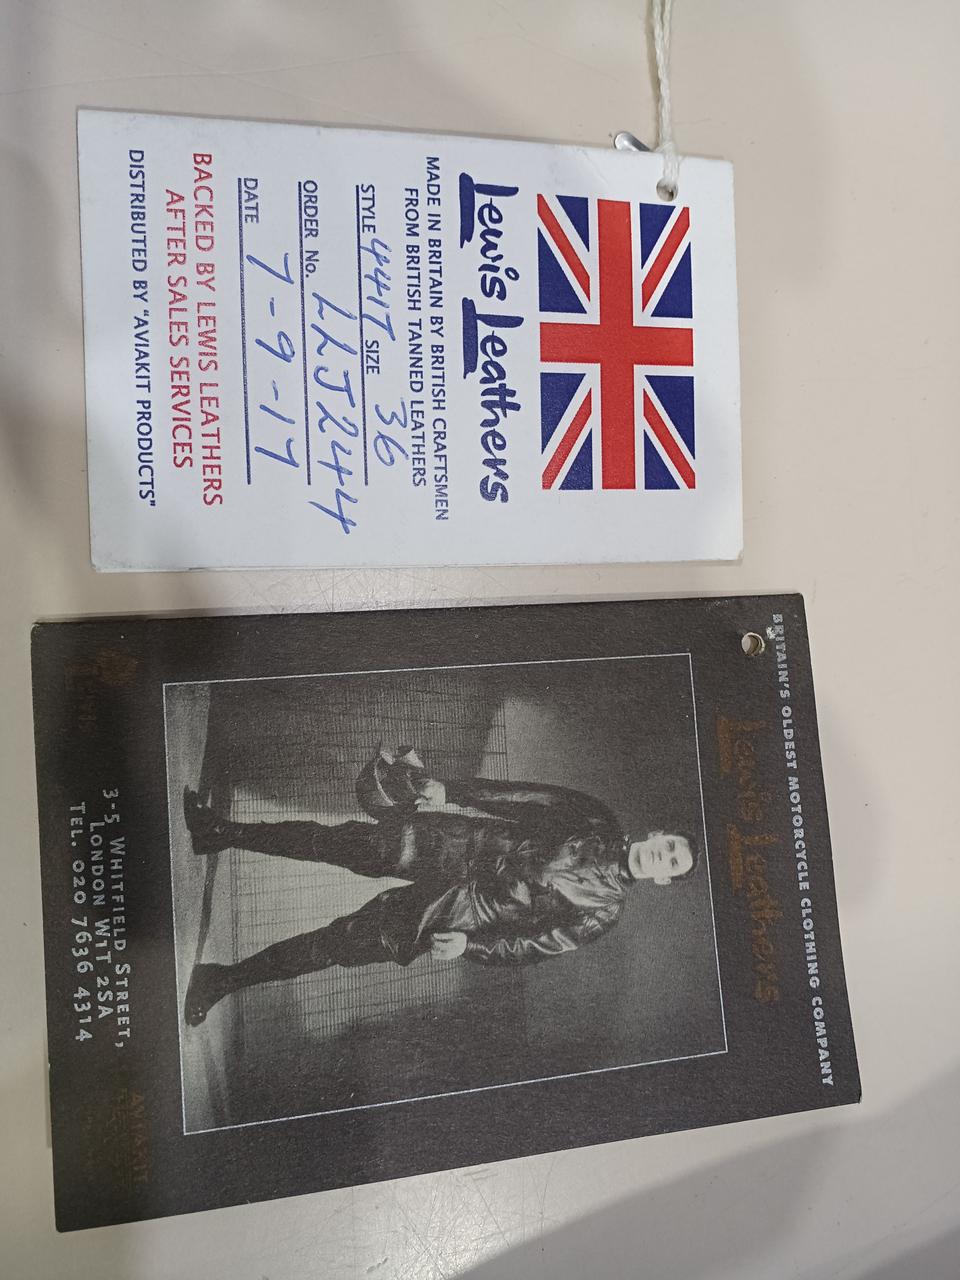 Lewis Leathers
MADE IN BRITAIN BY BRITISH CRAFTSMEN
FROM BRITISH TANNED LEATHERS
STYLE 441T SIZE 36
ORDER No. LLJ244
DATE 7-9-17
BACKED BY LEWIS LEATHERS
AFTER SALES SERVICES
DISTRIBUTED BY "AVIAKIT PRODUCTS"
BRITAIN'S OLDEST MOTORCYCLE CLOTHING COMPANY
Lewis Leathers
3-5 WHITFIELD STREET,
LONDON W1T 2SA
TEL. 020 7636 4314
AVIAKIT